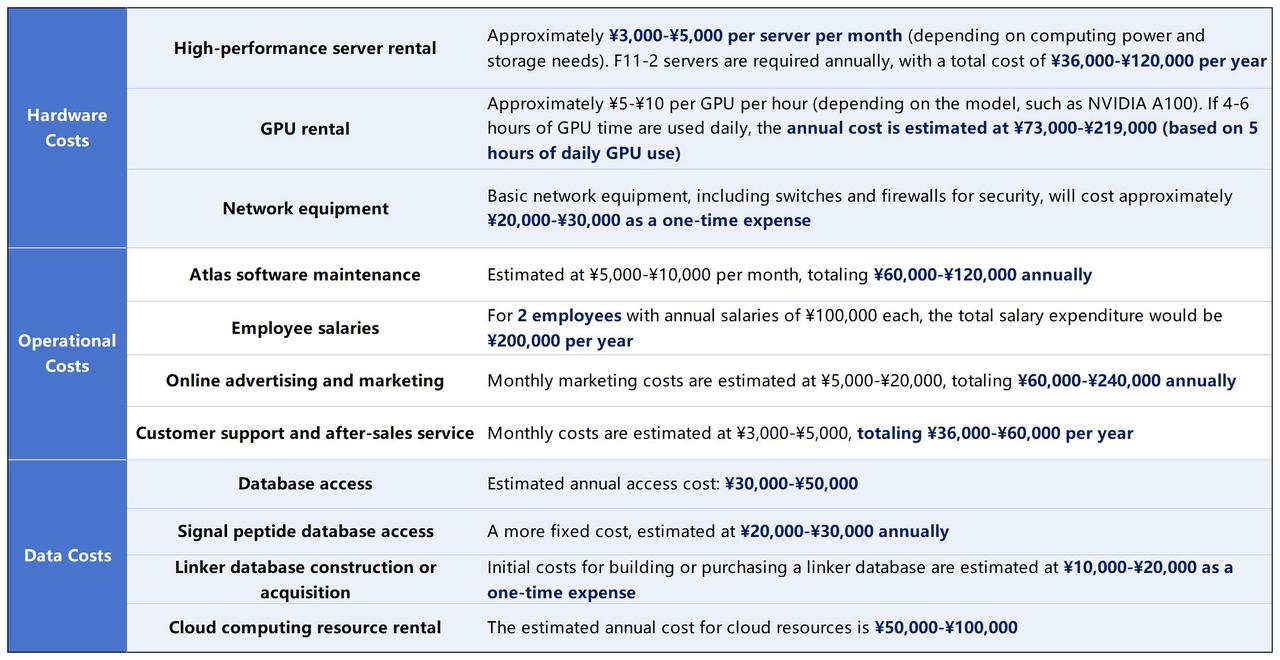 Hardware
Costs
High-performance server rental
Approximately ¥3,000-¥5,000 per server per month (depending on computing power and
storage needs). F11-2 servers are required annually, with a total cost of ¥36,000-¥120,000 per year
GPU rental
Approximately ¥5-¥10 per GPU per hour (depending on the model, such as NVIDIA A100). If 4-6
hours of GPU time are used daily, the annual cost is estimated at ¥73,000-¥219,000 (based on 5
hours of daily GPU use)
Network equipment
Basic network equipment, including switches and firewalls for security, will cost approximately
¥20,000-¥30,000 as a one-time expense
Operational
Costs
Atlas software maintenance
Estimated at ¥5,000-¥10,000 per month, totaling ¥60,000-¥120,000 annually
Employee salaries
For 2 employees with annual salaries of ¥100,000 each, the total salary expenditure would be
¥200,000 per year
Online advertising and marketing
Monthly marketing costs are estimated at ¥5,000-¥20,000, totaling ¥60,000-¥240,000 annually
Customer support and after-sales service
Monthly costs are estimated at ¥3,000-¥5,000, totaling ¥36,000-¥60,000 per year
Data Costs
Database access
Estimated annual access cost: ¥30,000-¥50,000
Signal peptide database access
A more fixed cost, estimated at ¥20,000-¥30,000 annually
Linker database construction or
acquisition
Initial costs for building or purchasing a linker database are estimated at ¥10,000-¥20,000 as a
one-time expense
Cloud computing resource rental
The estimated annual cost for cloud resources is ¥50,000-¥100,000